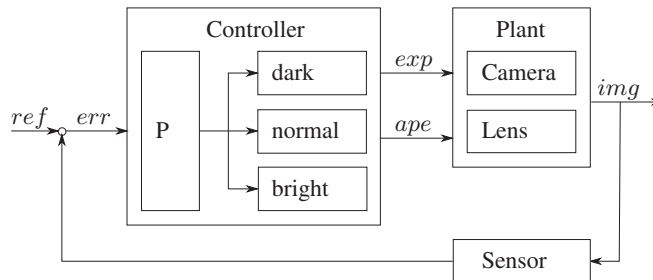 Controller
Plant
dark
exp
Camera
img
ref
err
P
normal
ape
Lens
bright
Sensor